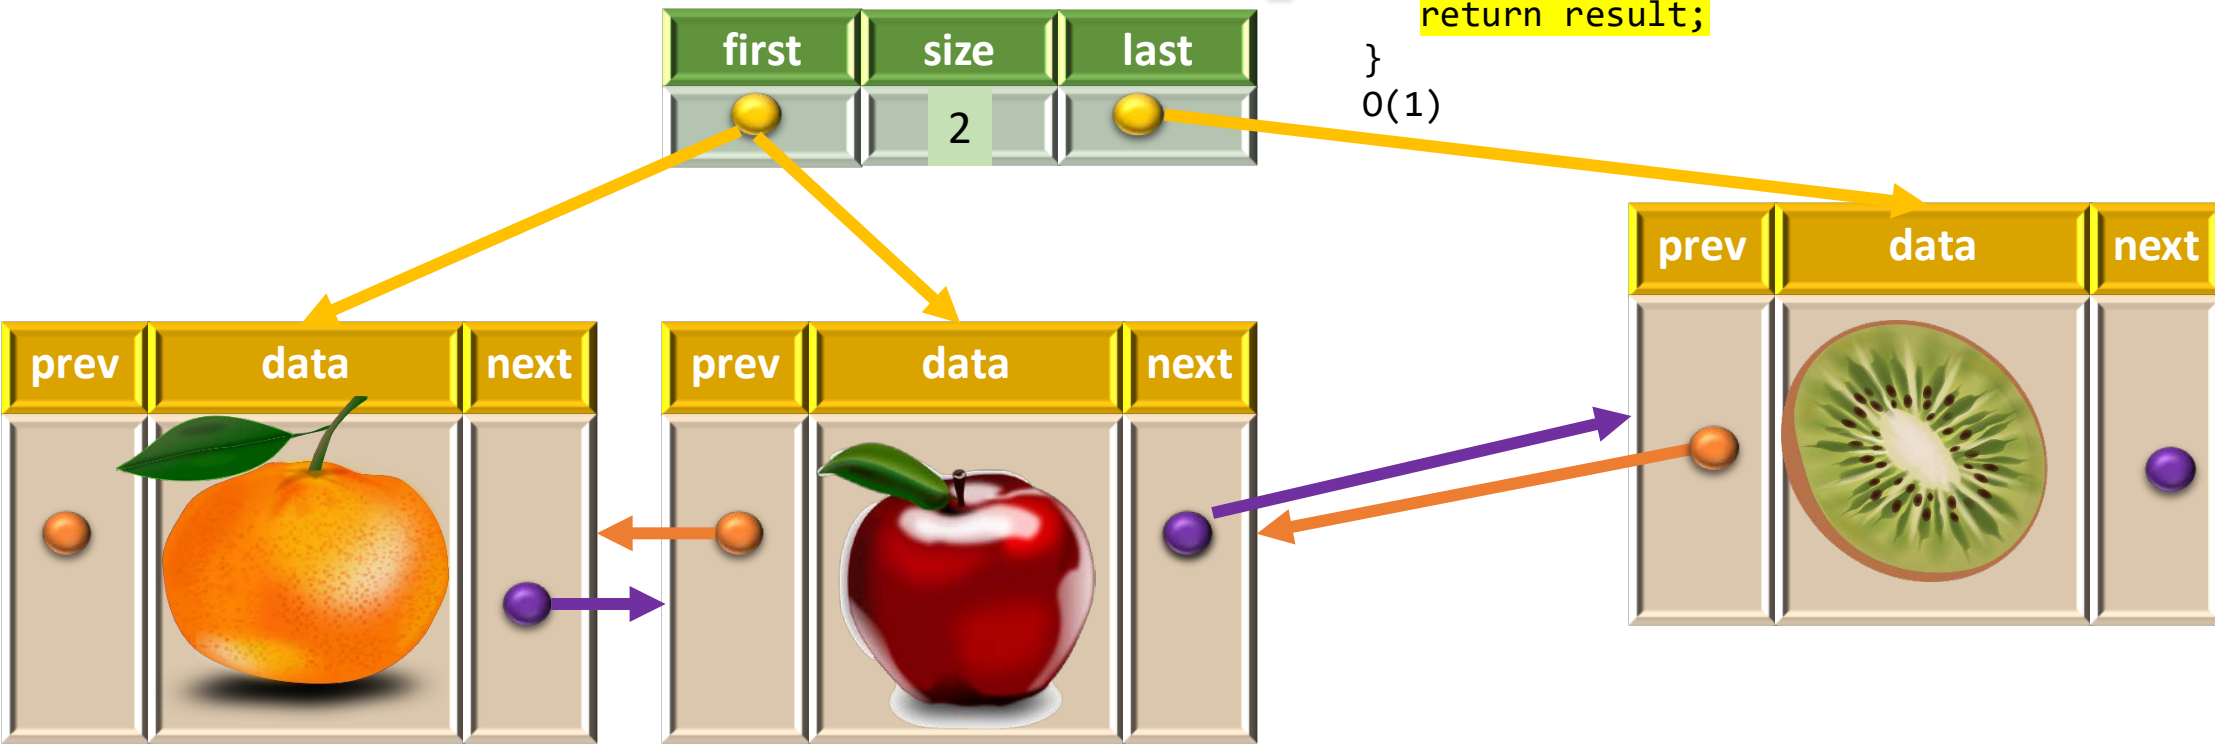 return result;
}
O(1)
first size last
2
prev data next
prev data next
prev data next